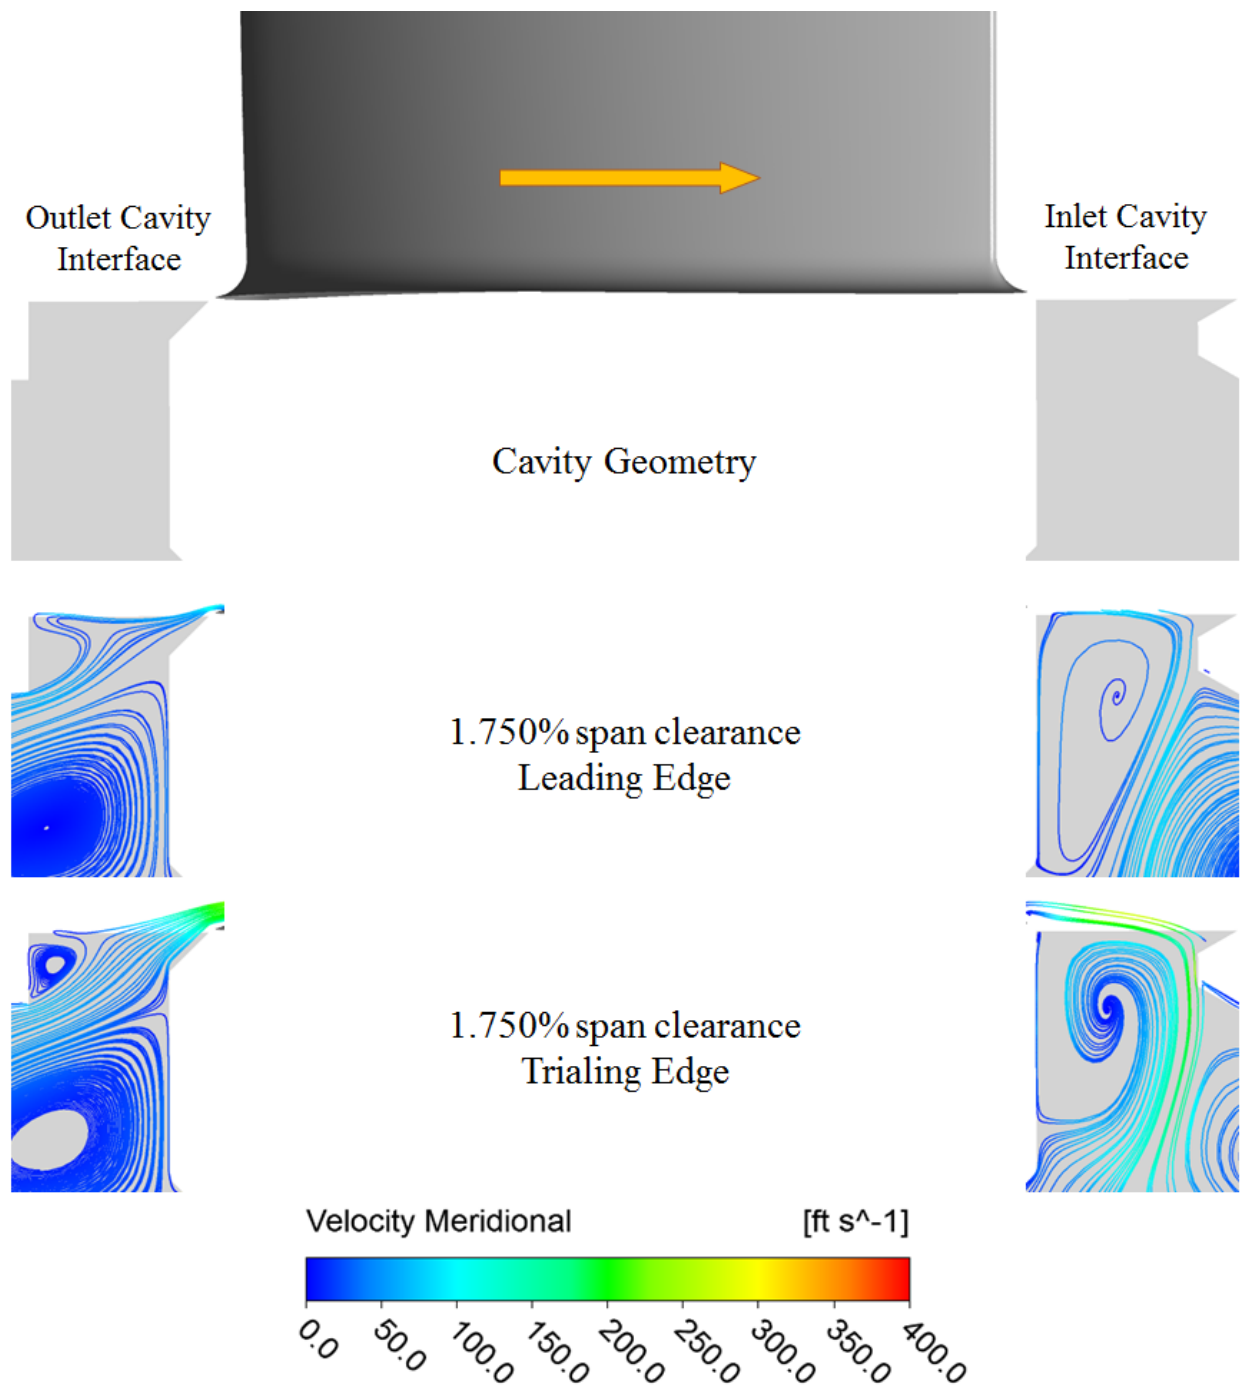 Outlet Cavity
Interface
Inlet Cavity
Interface
Cavity Geometry
1.750% span clearance
Leading Edge
1.750% span clearance
Trialing Edge
Velocity Meridional
[ft s^-1]
0.0
50.0
100.0
150.0
200.0
250.0
300.0
350.0
400.0